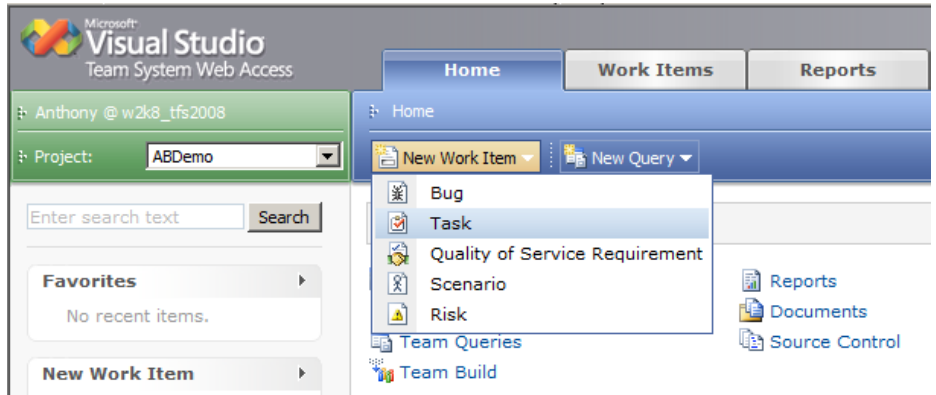 Microsoft
Visual Studio
Team System Web Access
Home
Work Items
Reports
Anthony @ w2k8_tfs2008
Home
Project:
ABDemo
New Work Item
New Query
Bug
Enter search text
Search
Task
Quality of Service Requirement
Favorites
Scenario
Reports
No recent items.
Risk
Documents
Team Queries
Source Control
New Work Item
Team Build